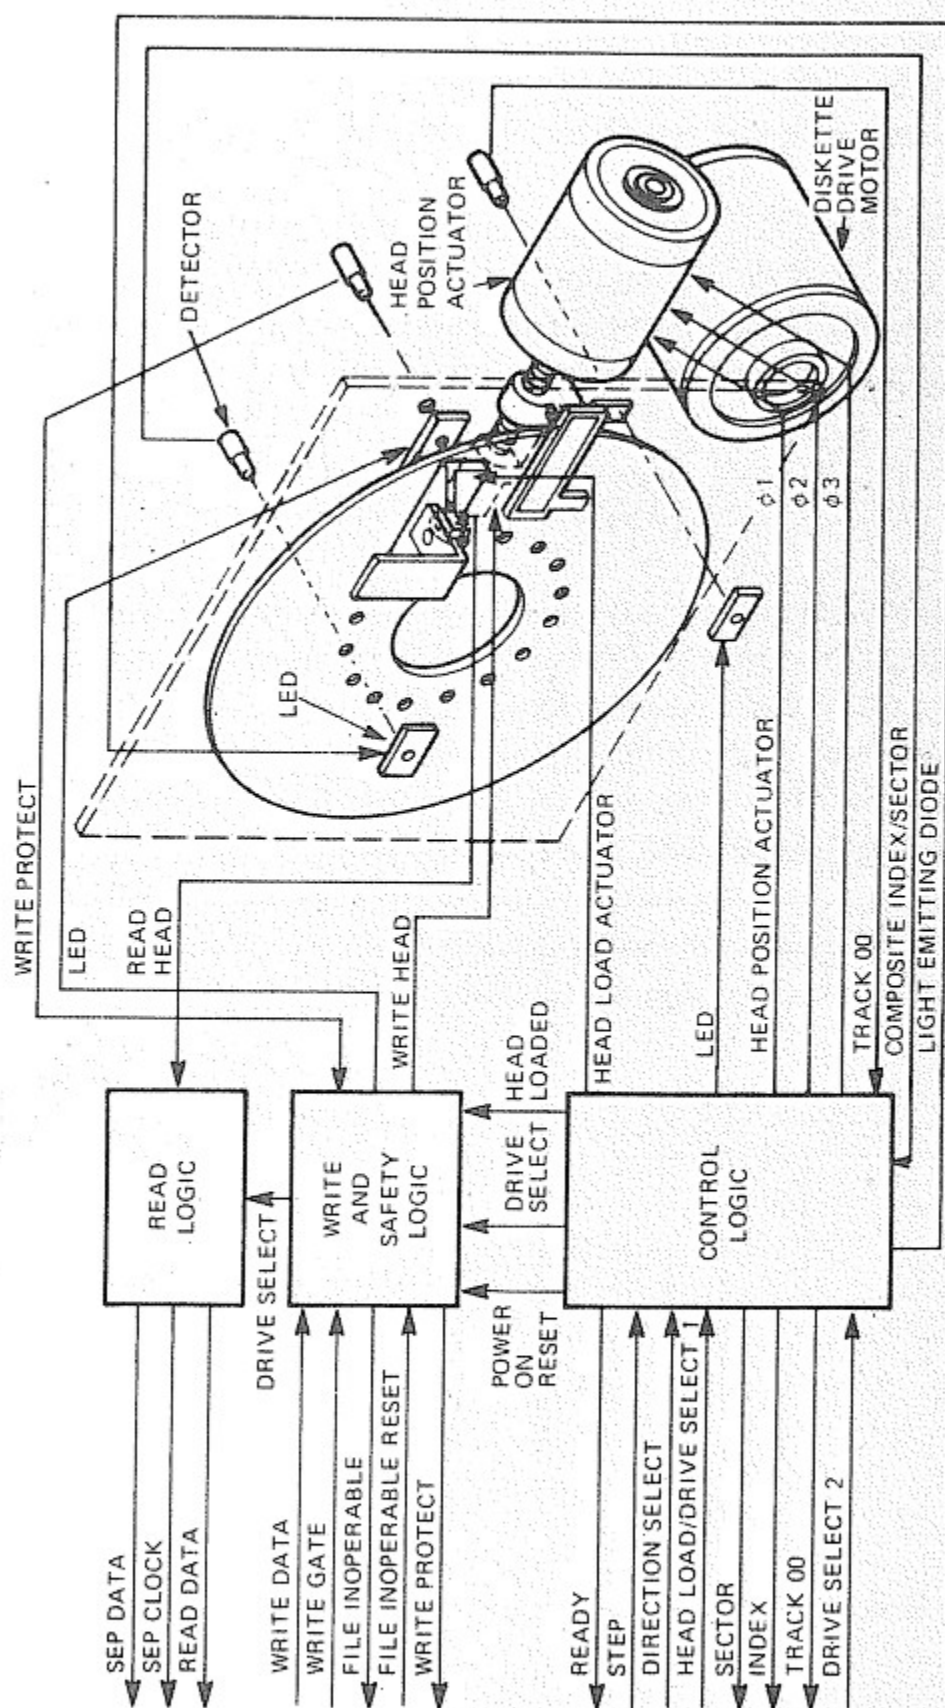 SEP DATA
SEP CLOCK
READ DATA
READ
LOGIC
READ
HEAD
WRITE PROTECT
LED
DRIVE SELECT
WRITE DATA
WRITE GATE
FILE INOPERABLE
FILE INOPERABLE RESET
WRITE PROTECT
WRITE
AND
SAFETY
LOGIC
WRITE HEAD
POWER
ON
RESET
DRIVE
SELECT
HEAD
LOADED
READY
STEP
DIRECTION SELECT
HEAD LOAD/DRIVE SELECT 1
SECTOR
INDEX
TRACK 00
DRIVE SELECT 2
CONTROL
LOGIC
HEAD LOAD ACTUATOR
LED
HEAD POSITION ACTUATOR
TRACK 00
COMPOSITE INDEX/SECTOR
LIGHT EMITTING DIODE
LED
DETECTOR
HEAD
POSITION
ACTUATOR
DISKETTE
DRIVE
MOTOR
φ1
φ2
φ3